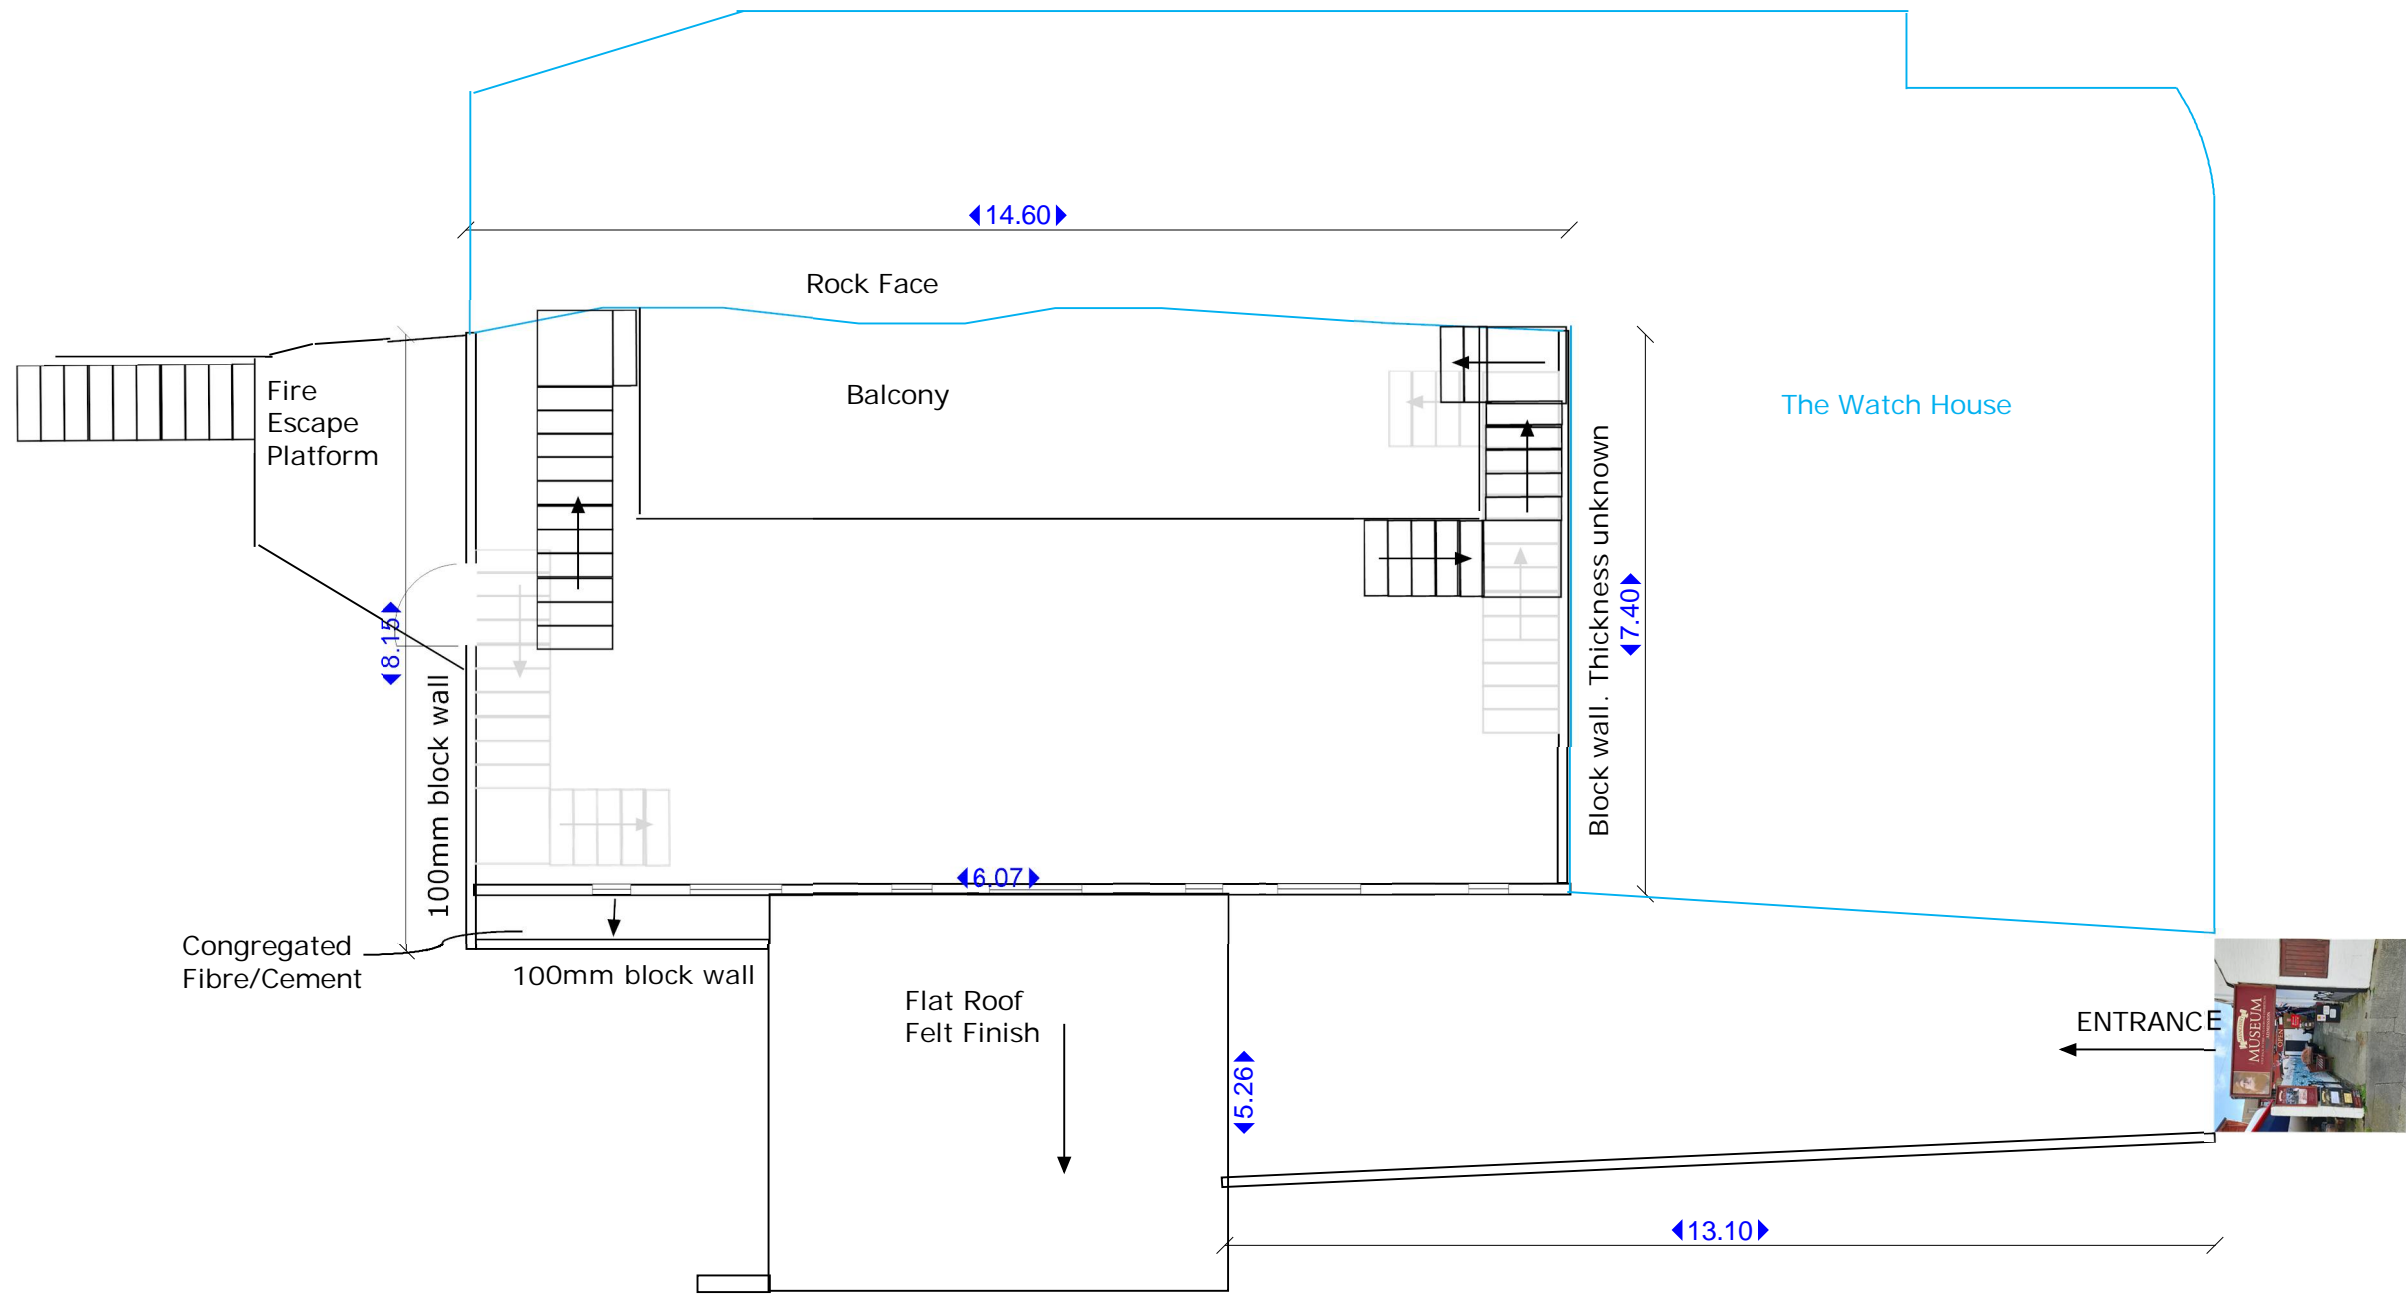 14.60
Rock Face
Fire
Escape
Platform
Balcony
The Watch House
Block wall. Thickness unknown
7.40
8.15
100mm block wall
6.07
Congregated
Fibre/Cement
100mm block wall
Flat Roof
Felt Finish
ENTRANCE
MUSEUM
OPEN
5.26
13.10